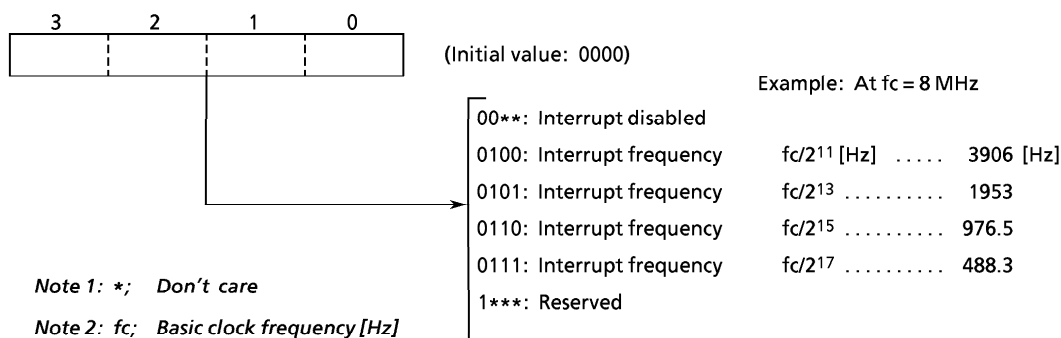 3 2 1 0
(Initial value: 0000)
Example: At fc = 8 MHz
00**: Interrupt disabled
0100: Interrupt frequency fc/2¹¹ [Hz] ..... 3906 [Hz]
0101: Interrupt frequency fc/2¹³ .......... 1953
0110: Interrupt frequency fc/2¹⁵ .......... 976.5
0111: Interrupt frequency fc/2¹⁷ .......... 488.3
1***: Reserved
Note 1: *; Don't care
Note 2: fc; Basic clock frequency [Hz]